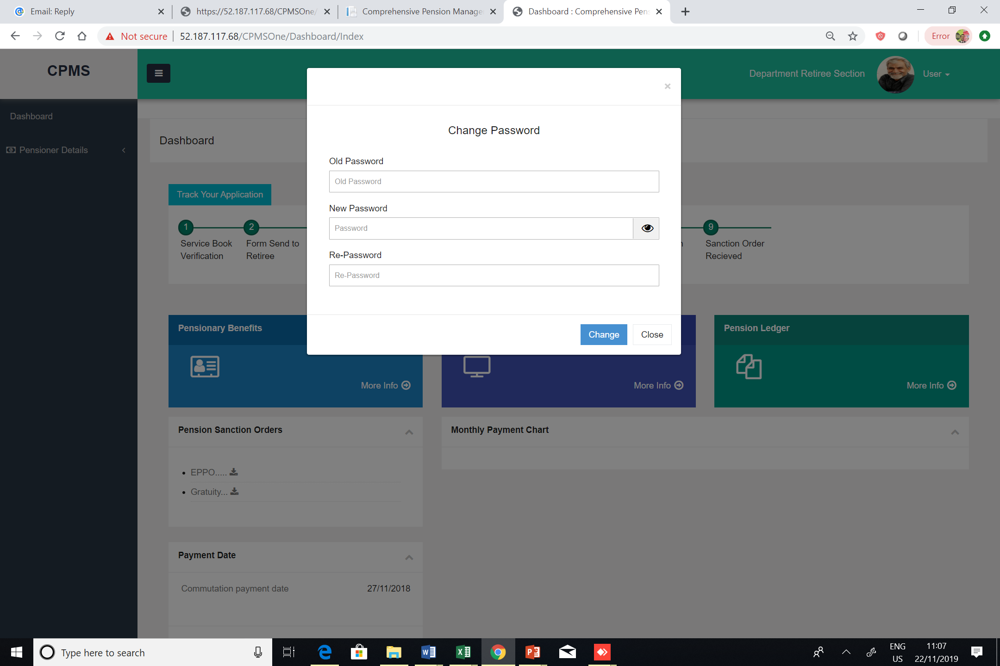 Email: Reply
https://52.187.117.68/CPMSOne/
Comprehensive Pension Manage
Dashboard : Comprehensive Pen
Not secure
52.187.117.68/CPMSOne/Dashboard/Index
Error
CPMS
Department Retiree Section
User
Dashboard
Pensioner Details
Dashboard
Track Your Application
1
Service Book
Verification
2
Form Send to
Retiree
9
Sanction Order
Recieved
Change Password
Old Password
Old Password
New Password
Password
Re-Password
Re-Password
Change
Close
Pensionary Benefits
More Info
More Info
Pension Ledger
More Info
Pension Sanction Orders
EPPO.....
Gratuity...
Monthly Payment Chart
Payment Date
Commutation payment date
27/11/2018
Type here to search
ENG
US
11:07
22/11/2019